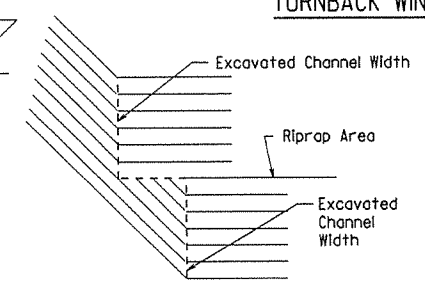 TURNBACK WIN
Excavated Channel Width
Riprap Area
Excavated
Channel
Width